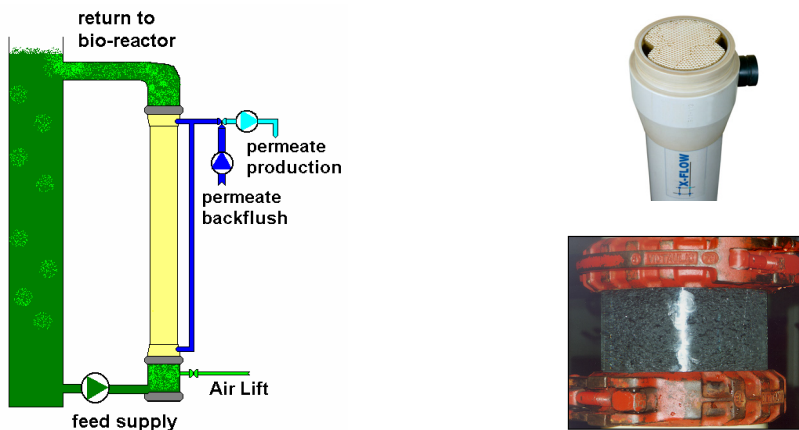 return to
bio-reactor
permeate
production
permeate
backflush
Air Lift
feed supply
X-FLOW